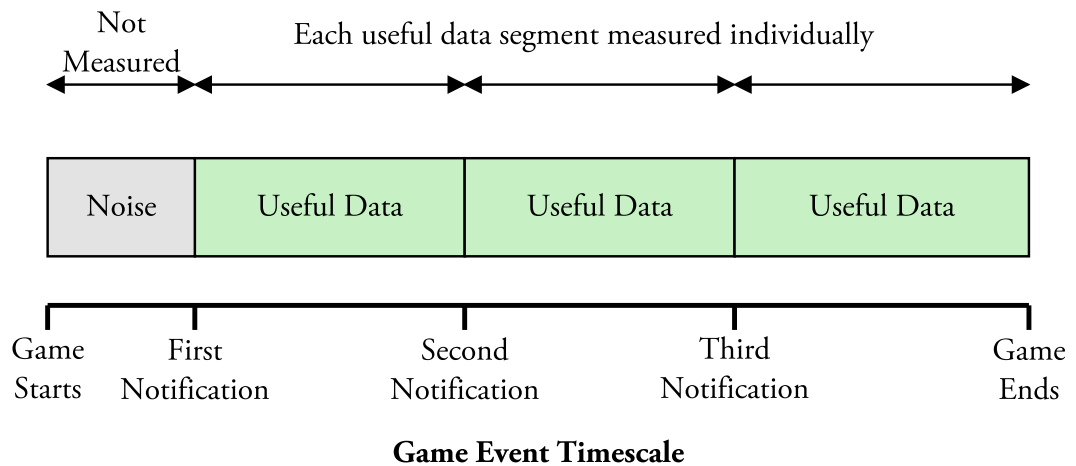 Not
Measured
Each useful data segment measured individually
Noise
Useful Data
Useful Data
Useful Data
Game
Starts
First
Notification
Second
Notification
Third
Notification
Game
Ends
Game Event Timescale